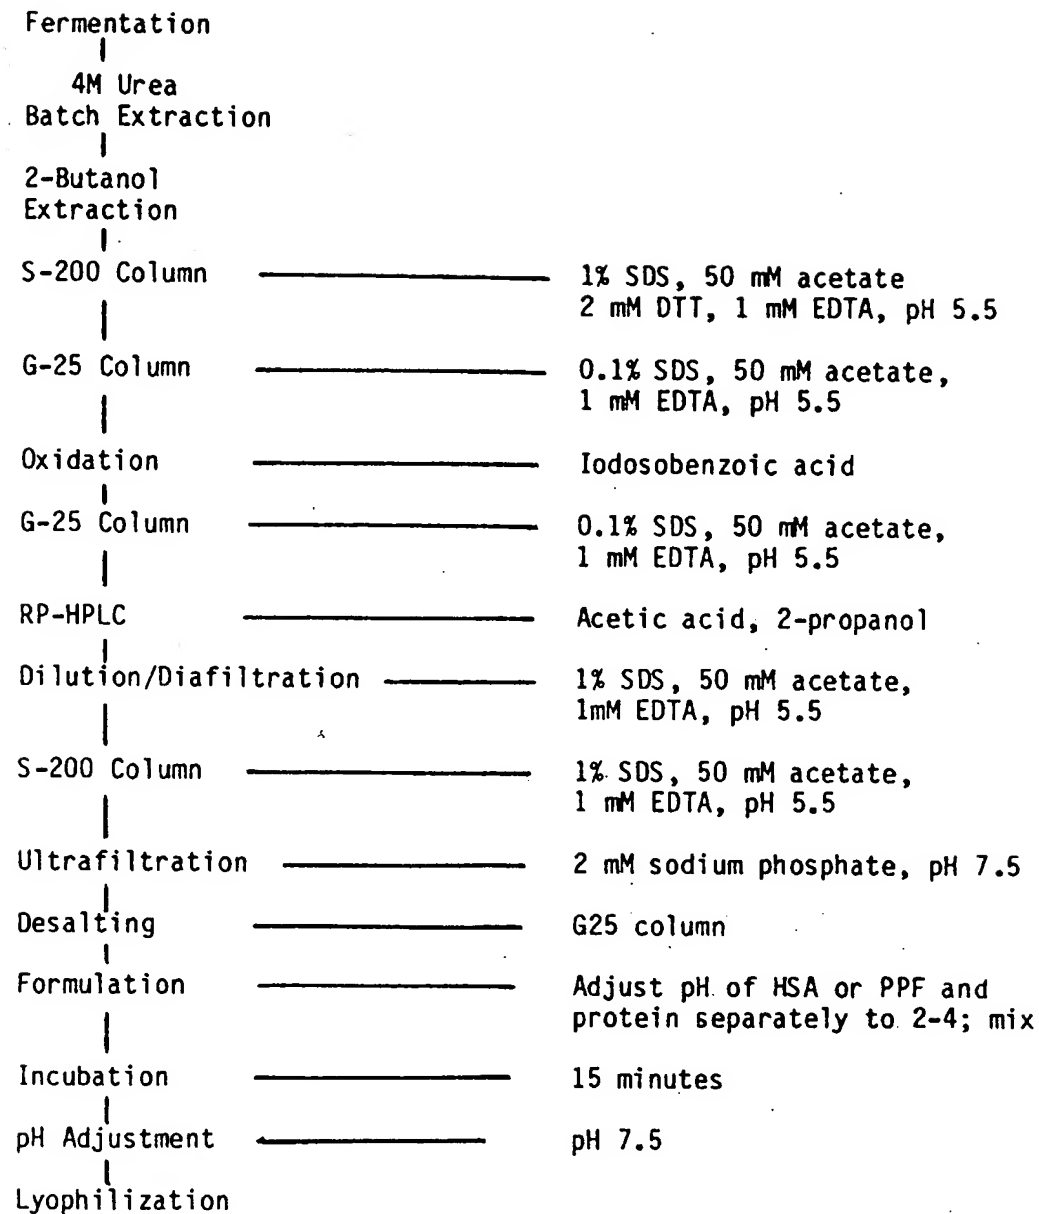 Fermentation
4M Urea
Batch Extraction
2-Butanol
Extraction
S-200 Column
1% SDS, 50 mM acetate
2 mM DTT, 1 mM EDTA, pH 5.5
G-25 Column
0.1% SDS, 50 mM acetate,
1 mM EDTA, pH 5.5
Oxidation
Iodosobenzoic acid
G-25 Column
0.1% SDS, 50 mM acetate,
1 mM EDTA, pH 5.5
RP-HPLC
Acetic acid, 2-propanol
Dilution/Diafiltration
1% SDS, 50 mM acetate,
1mM EDTA, pH 5.5
S-200 Column
1% SDS, 50 mM acetate,
1 mM EDTA, pH 5.5
Ultrafiltration
2 mM sodium phosphate, pH 7.5
Desalting
G25 column
Formulation
Adjust pH of HSA or PPF and
protein separately to 2-4; mix
Incubation
15 minutes
pH Adjustment
pH 7.5
Lyophilization